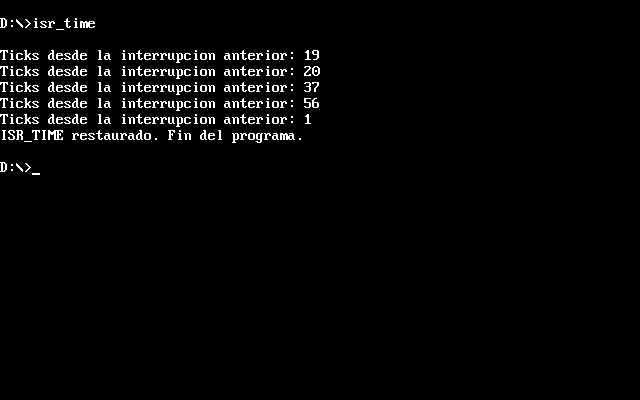 D:\>isr_time
Ticks desde la interrupcion anterior: 19
Ticks desde la interrupcion anterior: 20
Ticks desde la interrupcion anterior: 37
Ticks desde la interrupcion anterior: 56
Ticks desde la interrupcion anterior: 1
ISR_TIME restaurado. Fin del programa.
D:\>_